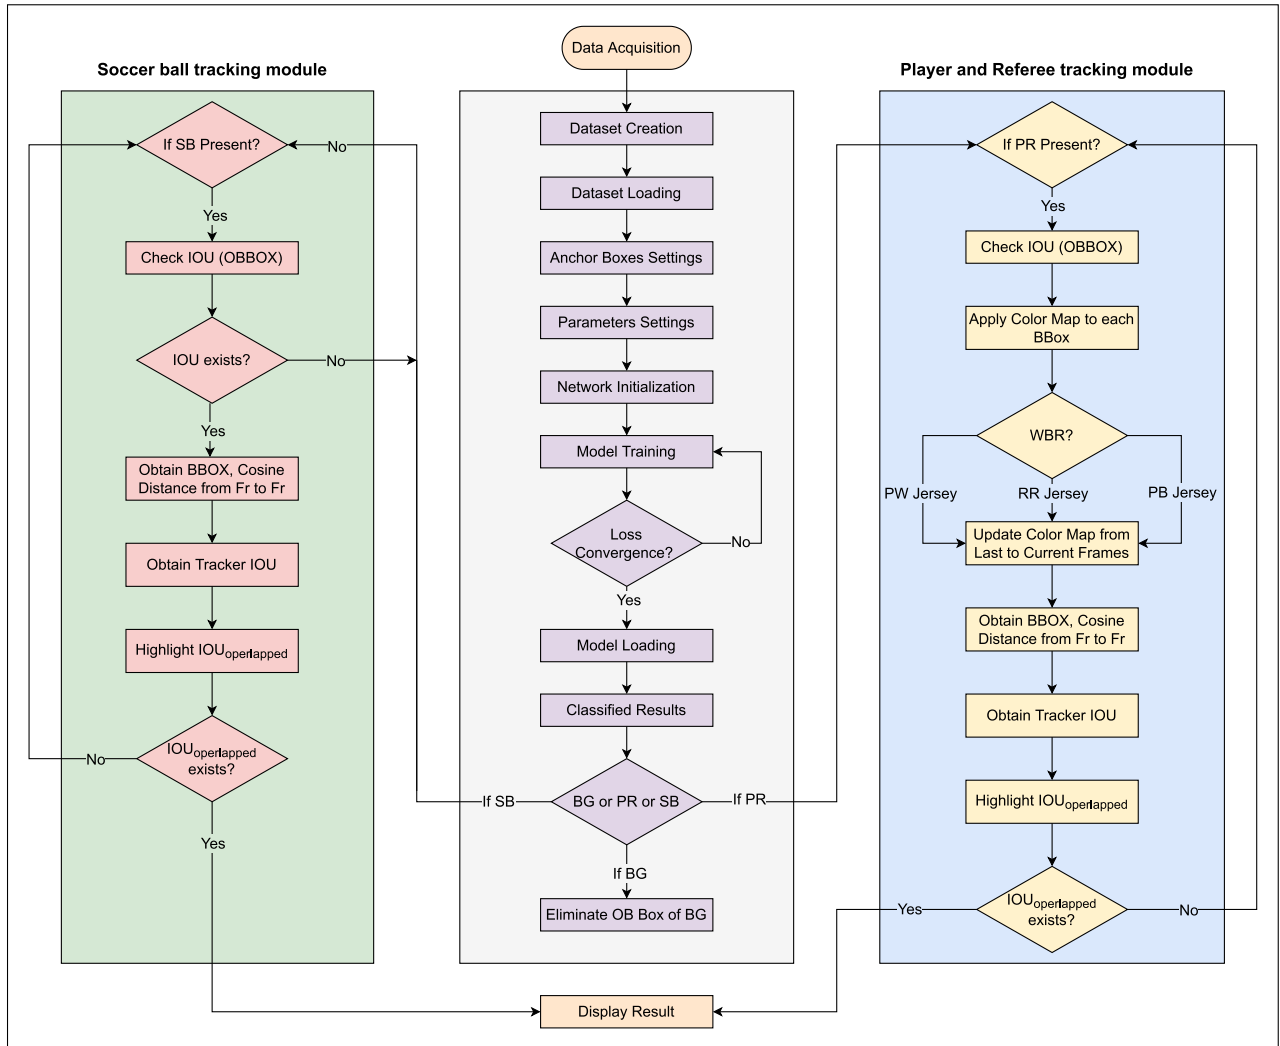 Data Acquisition
Soccer ball tracking module
If SB Present?
No
Yes
Check IOU (OBBOX)
IOU exists?
No
Yes
Obtain BBOX, Cosine
Distance from Fr to Fr
Obtain Tracker IOU
Highlight IOUoperlapped
IOUoperlapped
exists?
No
Yes
Dataset Creation
Dataset Loading
Anchor Boxes Settings
Parameters Settings
Network Initialization
Model Training
Loss
Convergence?
No
Yes
Model Loading
Classified Results
BG or PR or SB
If SB
If PR
If BG
Eliminate OB Box of BG
Player and Referee tracking module
If PR Present?
Yes
Check IOU (OBBOX)
Apply Color Map to each
BBox
WBR?
PW Jersey
RR Jersey
PB Jersey
Update Color Map from
Last to Current Frames
Obtain BBOX, Cosine
Distance from Fr to Fr
Obtain Tracker IOU
Highlight IOUoperlapped
IOUoperlapped
exists?
Yes
No
Display Result